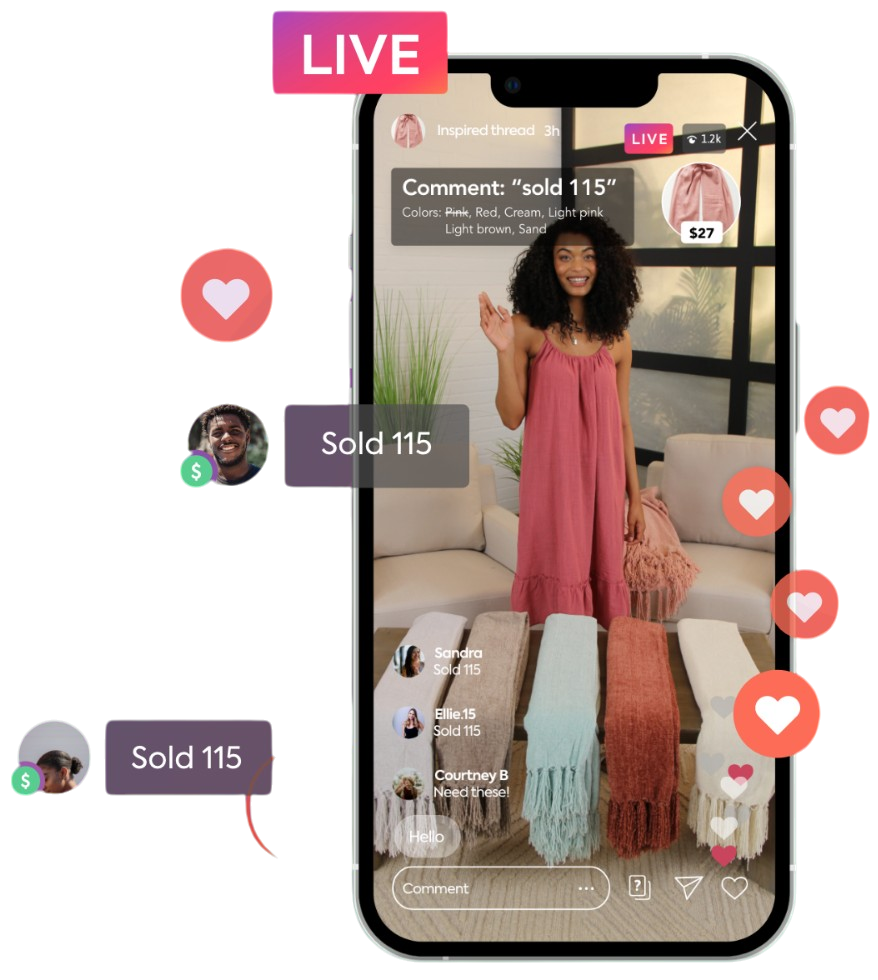 LIVE
Inspired thread 3h
LIVE
1.2k
Comment: "sold 115"
Colors: Pink, Red, Cream, Light pink
Light brown, Sand
$27
Sold 115
$
Sandra
Sold 115
Ellie.15
Sold 115
Sold 115
$
Courtney B
Need these!
Hello
Comment
?